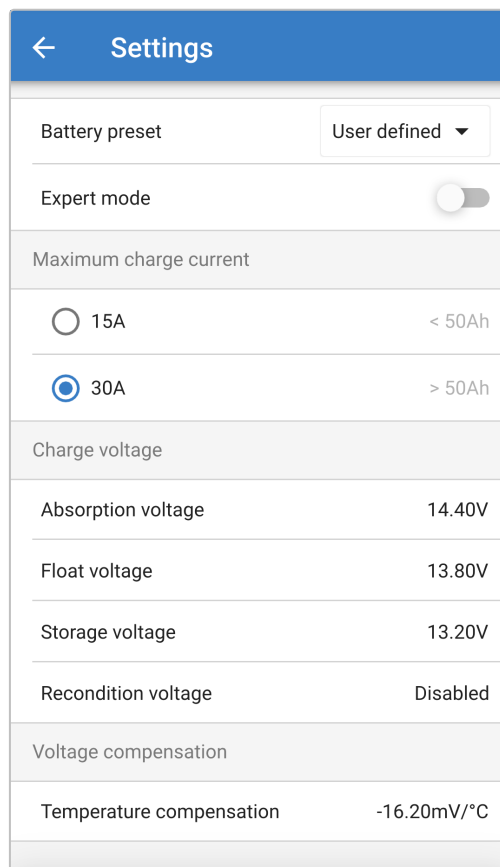 Settings
Battery preset User defined
Expert mode
Maximum charge current
15A < 50Ah
30A > 50Ah
Charge voltage
Absorption voltage 14.40V
Float voltage 13.80V
Storage voltage 13.20V
Recondition voltage Disabled
Voltage compensation
Temperature compensation -16.20mV/°C